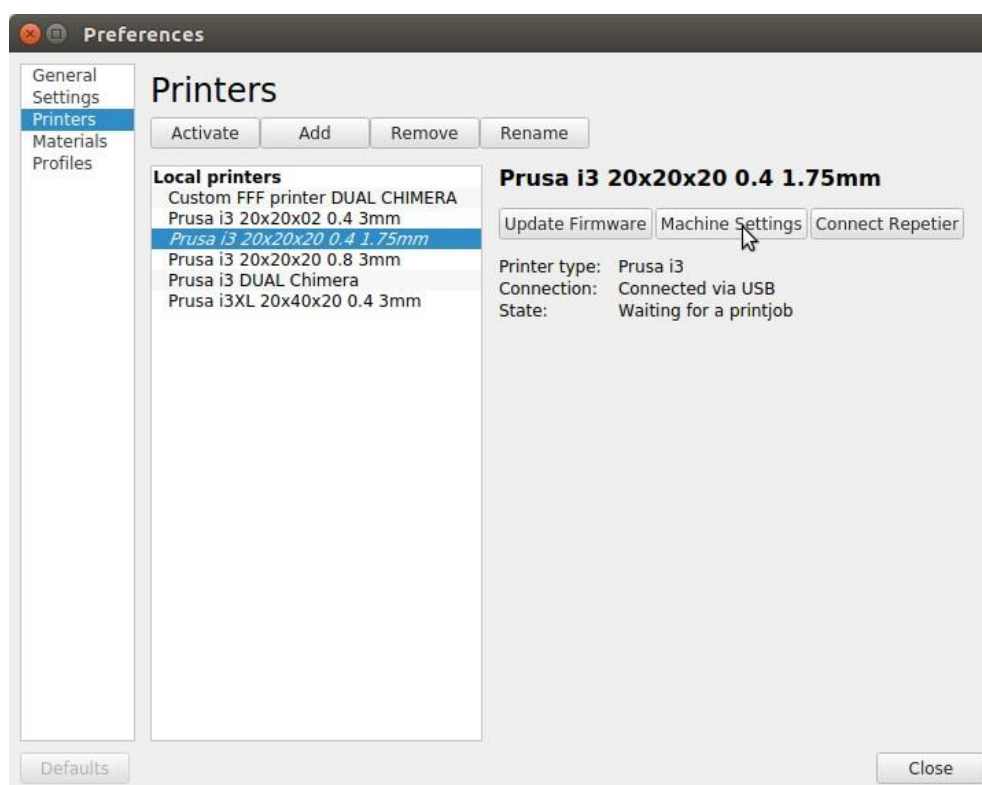 Preferences
General
Settings
Printers
Materials
Profiles
Printers
Activate Add Remove Rename
Local printers
Custom FFF printer DUAL CHIMERA
Prusa i3 20x20x02 0.4 3mm
Prusa i3 20x20x20 0.4 1.75mm
Prusa i3 20x20x20 0.8 3mm
Prusa i3 DUAL Chimera
Prusa i3XL 20x40x20 0.4 3mm
Prusa i3 20x20x20 0.4 1.75mm
Update Firmware Machine Settings Connect Repetier
Printer type: Prusa i3
Connection: Connected via USB
State: Waiting for a printjob
Defaults Close